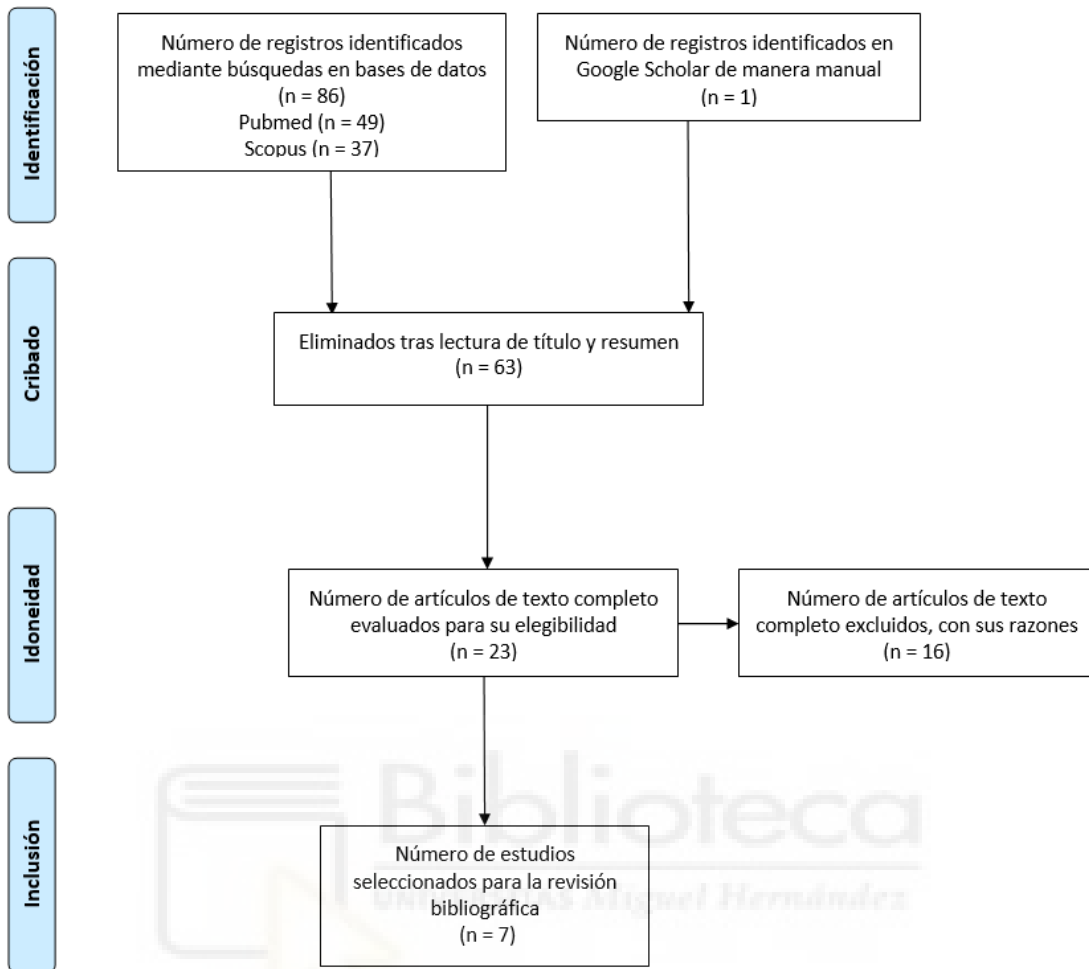 Identificación
Número de registros identificados
mediante búsquedas en bases de datos
(n = 86)
Pubmed (n = 49)
Scopus (n = 37)
Número de registros identificados en
Google Scholar de manera manual
(n = 1)
Cribado
Eliminados tras lectura de título y resumen
(n = 63)
Idoneidad
Número de artículos de texto completo
evaluados para su elegibilidad
(n = 23)
Número de artículos de texto
completo excluidos, con sus razones
(n = 16)
Inclusión
Número de estudios
seleccionados para la revisión
bibliográfica
(n = 7)
Biblioteca
UNIVERSITAS Miguel Hernández